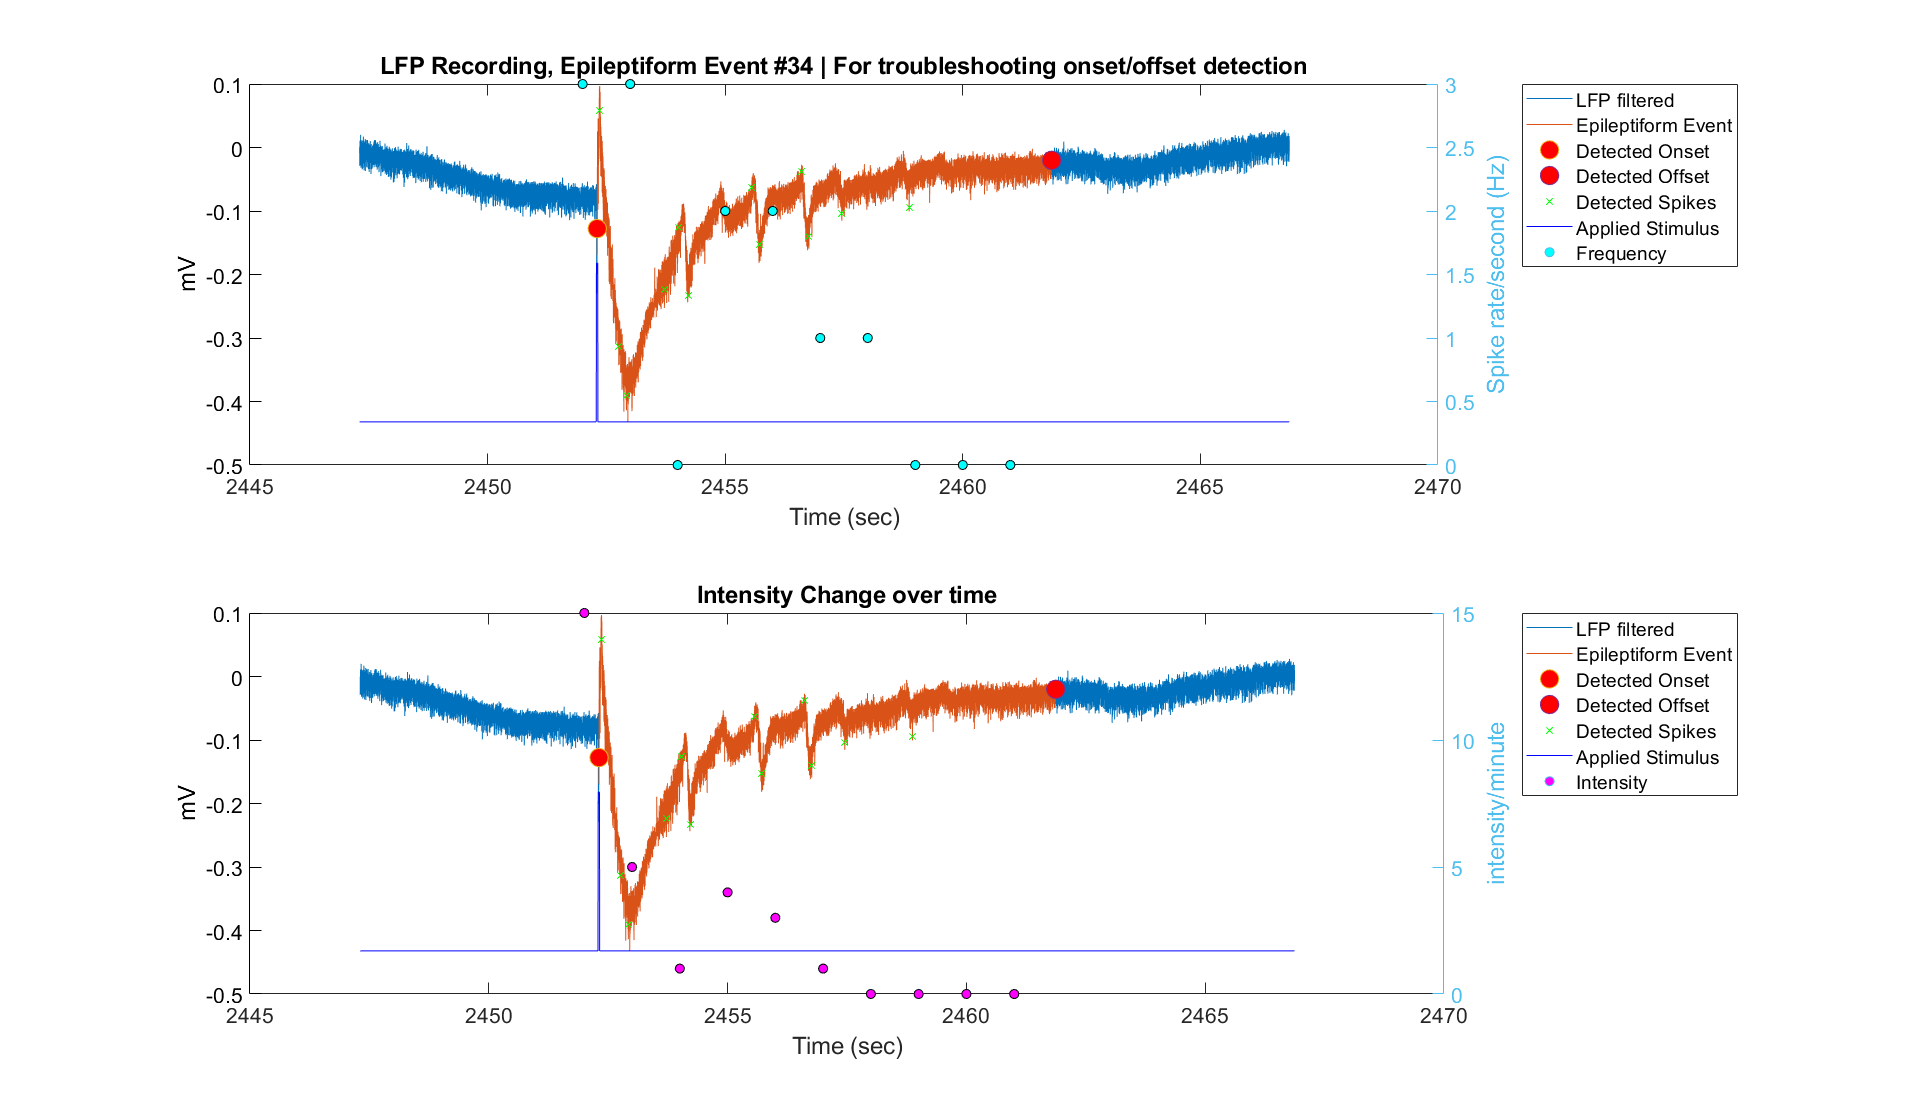 LFP Recording, Epileptiform Event #34 | For troubleshooting onset/offset detection
0.1
0
-0.1
-0.2
-0.3
-0.4
-0.5
mV
2445 2450 2455 2460 2465 2470
Time (sec)
3
2.5
2
1.5
1
0.5
0
Spike rate/second (Hz)
LFP filtered
Epileptiform Event
Detected Onset
Detected Offset
Detected Spikes
Applied Stimulus
Frequency
Intensity Change over time
0.1
0
-0.1
-0.2
-0.3
-0.4
-0.5
mV
2445 2450 2455 2460 2465 2470
Time (sec)
15
10
5
0
intensity/minute
LFP filtered
Epileptiform Event
Detected Onset
Detected Offset
Detected Spikes
Applied Stimulus
Intensity